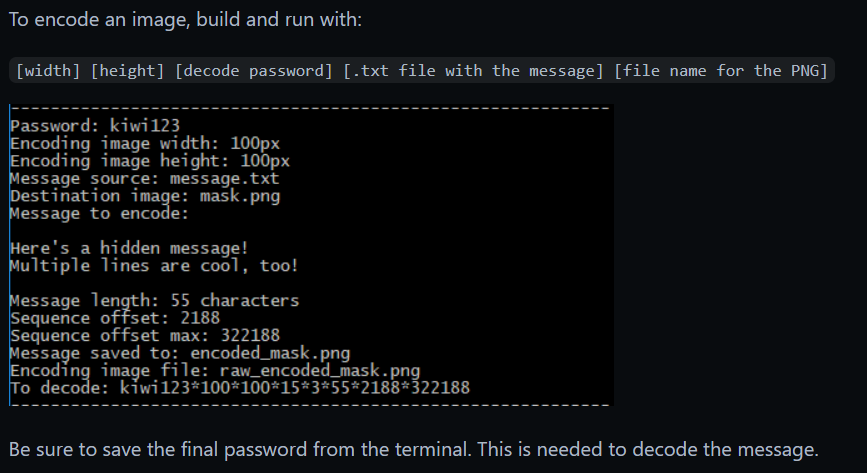 To encode an image, build and run with:
[width] [height] [decode password] [.txt file with the message] [file name for the PNG]
------------------------------------------------------------
Password: kiwi123
Encoding image width: 100px
Encoding image height: 100px
Message source: message.txt
Destination image: mask.png
Message to encode:
Here's a hidden message!
Multiple lines are cool, too!
Message length: 55 characters
Sequence offset: 2188
Sequence offset max: 322188
Message saved to: encoded_mask.png
Encoding image file: raw_encoded_mask.png
To decode: kiwi123*100*100*15*3*55*2188*322188
------------------------------------------------------------
Be sure to save the final password from the terminal. This is needed to decode the message.